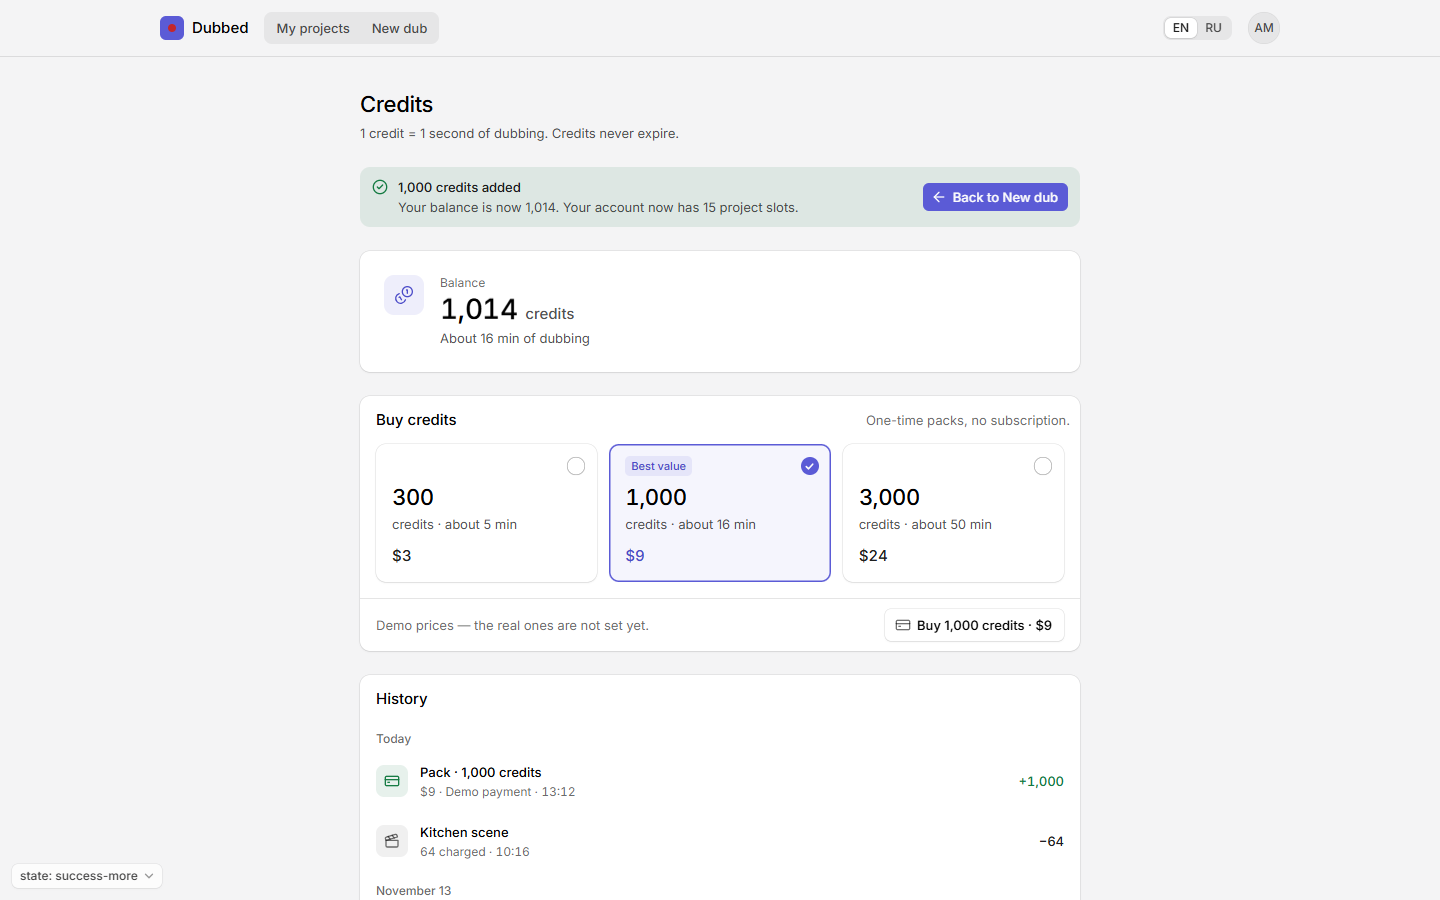 Dubbed
My projects
New dub
EN
RU
AM
Credits
1 credit = 1 second of dubbing. Credits never expire.
1,000 credits added
Your balance is now 1,014. Your account now has 15 project slots.
Back to New dub
Balance
1,014 credits
About 16 min of dubbing
Buy credits
One-time packs, no subscription.
300
credits · about 5 min
$3
Best value
1,000
credits · about 16 min
$9
3,000
credits · about 50 min
$24
Demo prices — the real ones are not set yet.
Buy 1,000 credits · $9
History
Today
Pack · 1,000 credits
$9 · Demo payment · 13:12
+1,000
Kitchen scene
64 charged · 10:16
−64
November 13
state: success-more